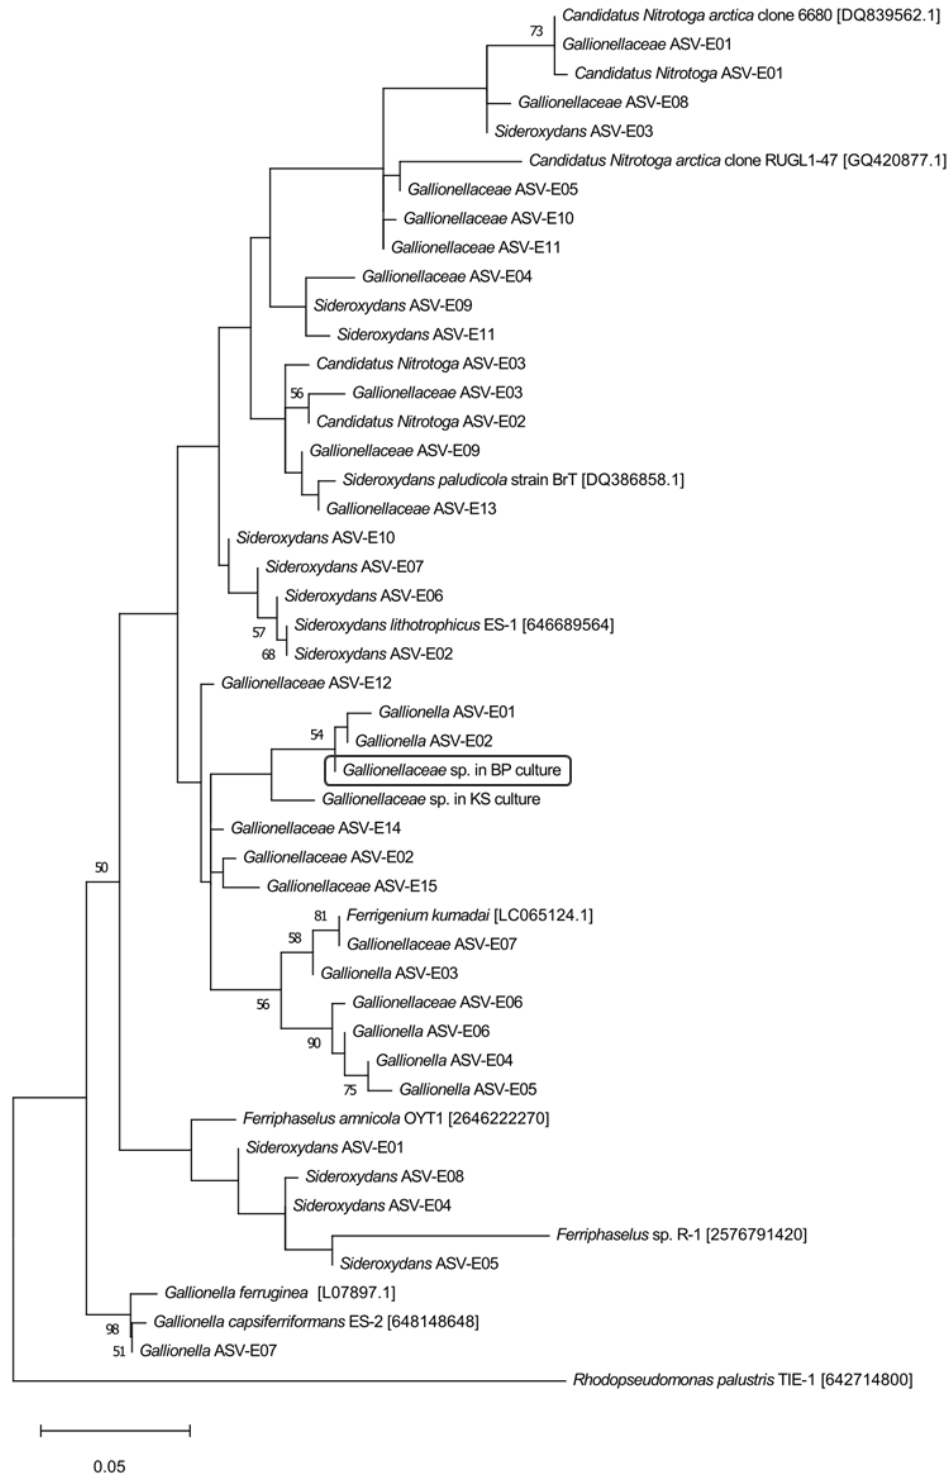 Candidatus Nitrotoga arctica clone 6680 [DQ839562.1]
73
Gallionellaceae ASV-E01
Candidatus Nitrotoga ASV-E01
Gallionellaceae ASV-E08
Sideroxydans ASV-E03
Candidatus Nitrotoga arctica clone RUGL1-47 [GQ420877.1]
Gallionellaceae ASV-E05
Gallionellaceae ASV-E10
Gallionellaceae ASV-E11
Gallionellaceae ASV-E04
Sideroxydans ASV-E09
Sideroxydans ASV-E11
Candidatus Nitrotoga ASV-E03
56
Gallionellaceae ASV-E03
Candidatus Nitrotoga ASV-E02
Gallionellaceae ASV-E09
Sideroxydans paludicola strain BrT [DQ386858.1]
Gallionellaceae ASV-E13
Sideroxydans ASV-E10
Sideroxydans ASV-E07
Sideroxydans ASV-E06
Sideroxydans lithotrophicus ES-1 [646689564]
57
68
Sideroxydans ASV-E02
Gallionellaceae ASV-E12
Gallionella ASV-E01
54
Gallionella ASV-E02
Gallionellaceae sp. in BP culture
Gallionellaceae sp. in KS culture
Gallionellaceae ASV-E14
Gallionellaceae ASV-E02
50
Gallionellaceae ASV-E15
81
Ferrigenium kumadai [LC065124.1]
58
Gallionellaceae ASV-E07
Gallionella ASV-E03
56
Gallionellaceae ASV-E06
Gallionella ASV-E06
90
Gallionella ASV-E04
75
Gallionella ASV-E05
Ferriphaselus amnicola OYT1 [2646222270]
Sideroxydans ASV-E01
Sideroxydans ASV-E08
Sideroxydans ASV-E04
Ferriphaselus sp. R-1 [2576791420]
Sideroxydans ASV-E05
Gallionella ferruginea [L07897.1]
Gallionella capsiferriformans ES-2 [648148648]
98
51
Gallionella ASV-E07
Rhodopseudomonas palustris TIE-1 [642714800]
0.05